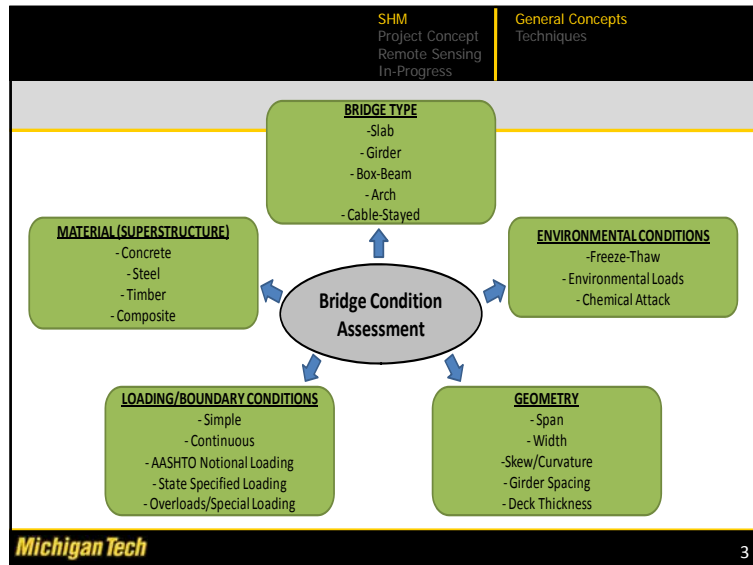 SHM
Project Concept
Remote Sensing
In-Progress
General Concepts
Techniques
BRIDGE TYPE
-Slab
- Girder
- Box-Beam
- Arch
- Cable-Stayed
MATERIAL (SUPERSTRUCTURE)
- Concrete
- Steel
- Timber
- Composite
ENVIRONMENTAL CONDITIONS
-Freeze-Thaw
- Environmental Loads
- Chemical Attack
Bridge Condition
Assessment
LOADING/BOUNDARY CONDITIONS
- Simple
- Continuous
- AASHTO Notional Loading
- State Specified Loading
- Overloads/Special Loading
GEOMETRY
- Span
- Width
-Skew/Curvature
- Girder Spacing
- Deck Thickness
Michigan Tech
3